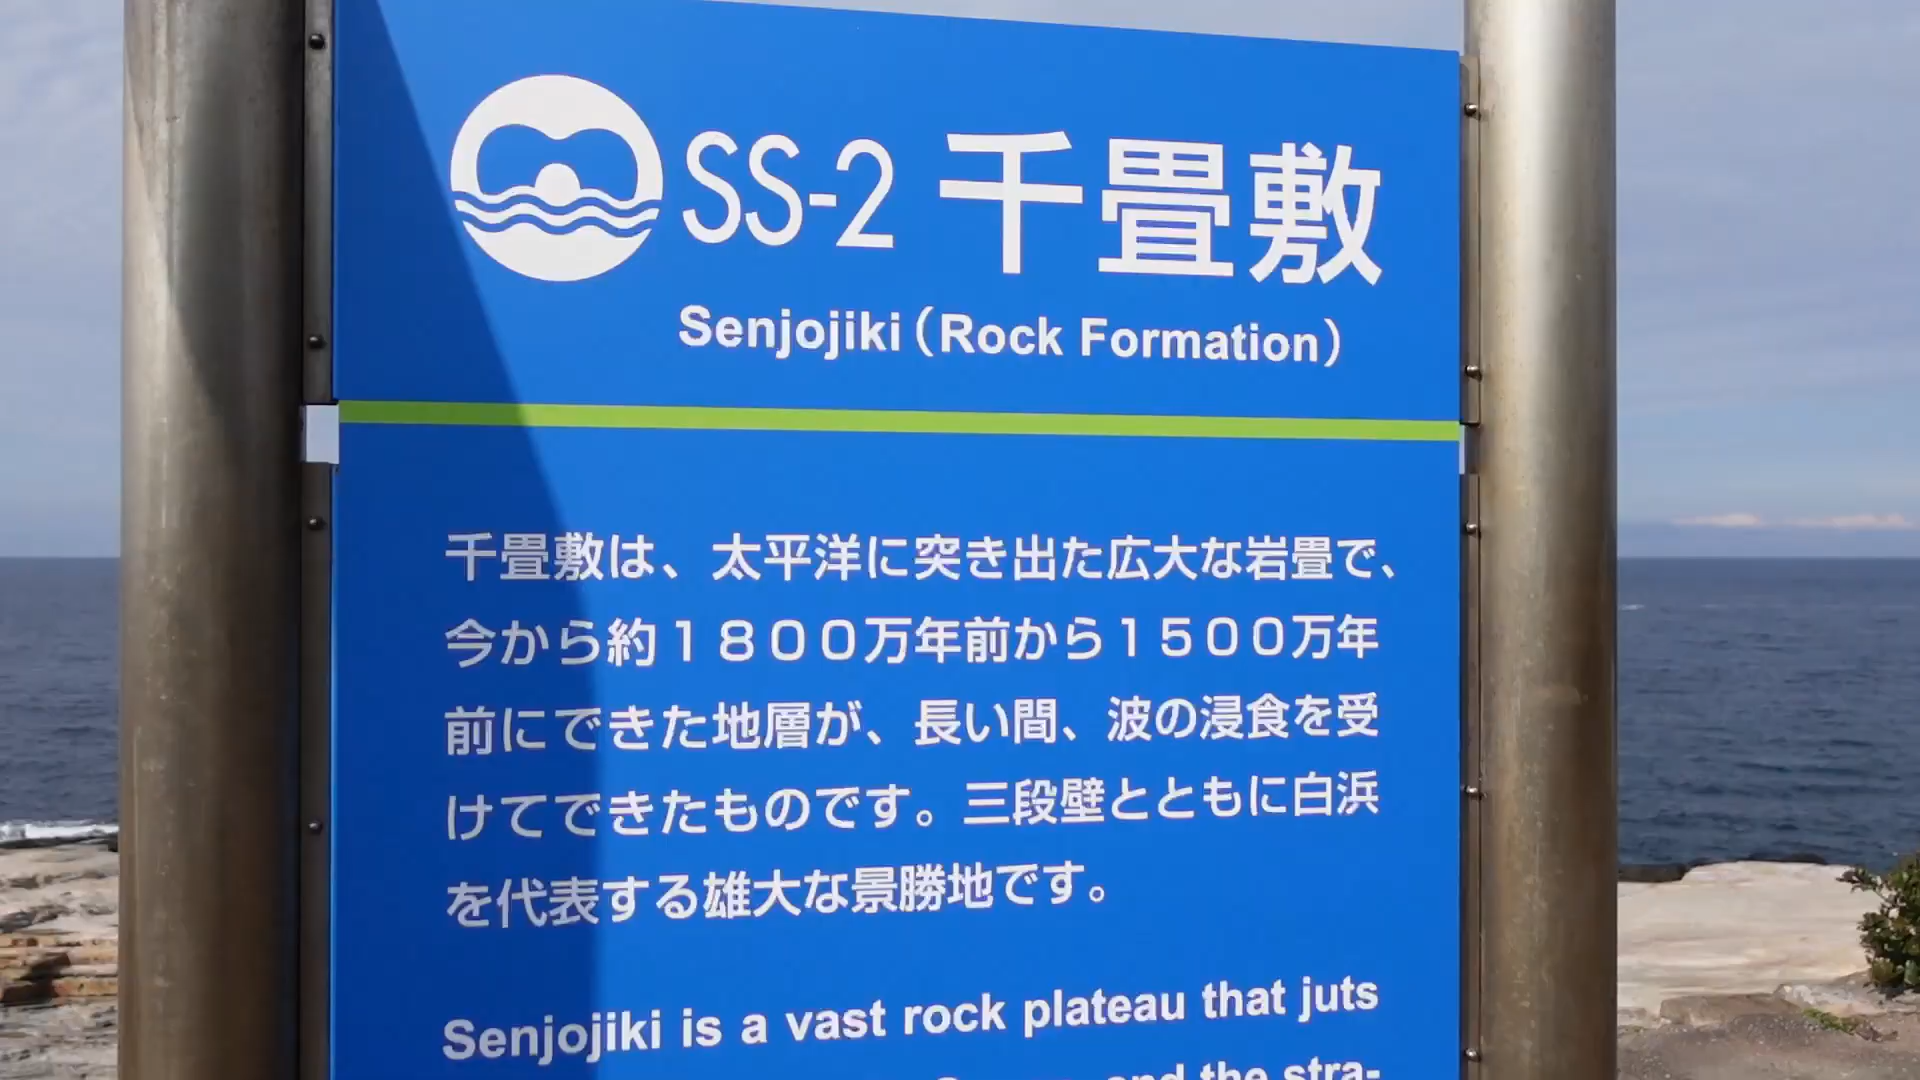 SS-2 千畳敷
Senjojiki（Rock Formation）
千畳敷は、太平洋に突き出た広大な岩畳で、
今から約１８００万年前から１５００万年
前にできた地層が、長い間、波の浸食を受
けてできたものです。三段壁とともに白浜
を代表する雄大な景勝地です。
Senjojiki is a vast rock plateau that juts
and the stra-